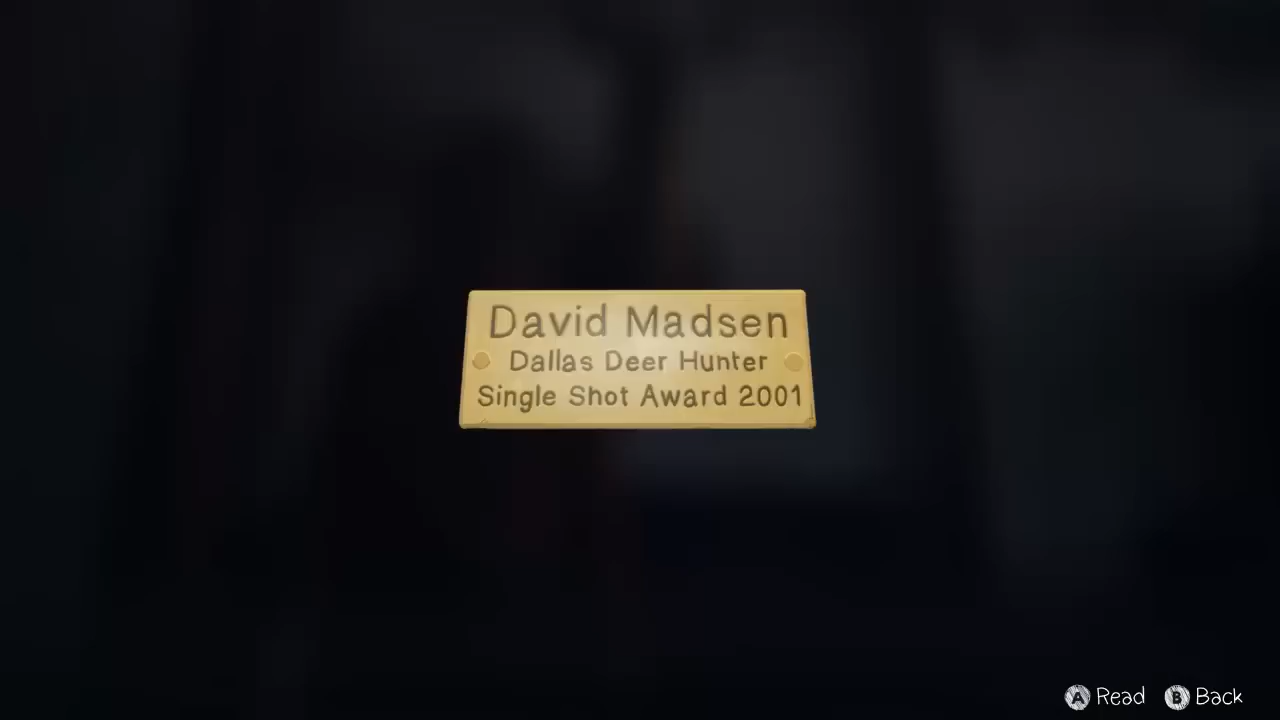 David Madsen
Dallas Deer Hunter
Single Shot Award 2001
A Read B Back